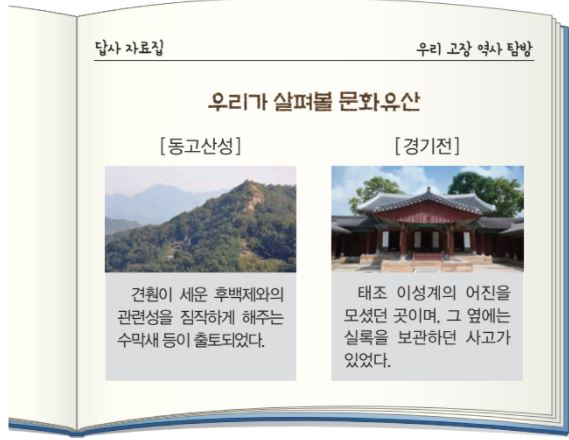 답사 자료집
우리 고장 역사 탐방
우리가 살펴볼 문화유산
[동고산성]
견훤이 세운 후백제와의
관련성을 짐작하게 해주는
수막새 등이 출토되었다.
[경기전]
태조 이성계의 어진을
모셨던 곳이며, 그 옆에는
실록을 보관하던 사고가
있었다.